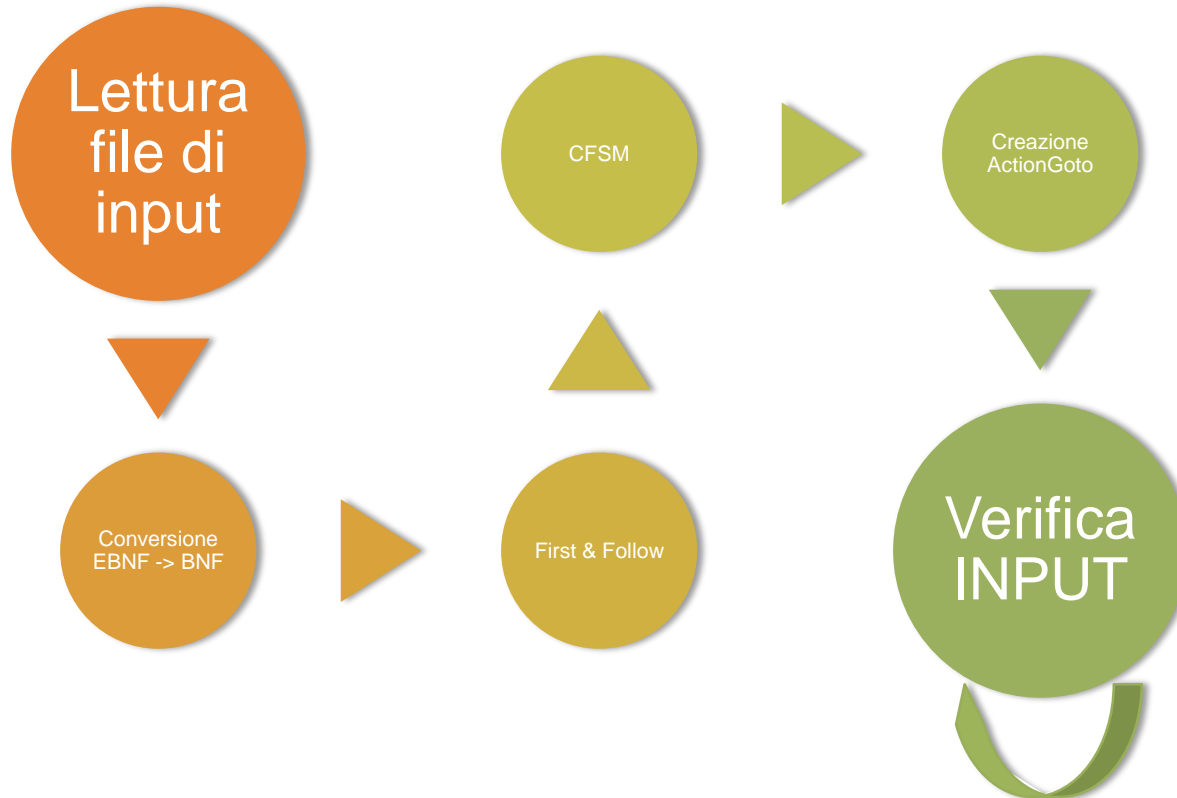 Lettura
file di
input
Conversione
EBNF -> BNF
First & Follow
CFSM
Creazione
ActionGoto
Verifica
INPUT